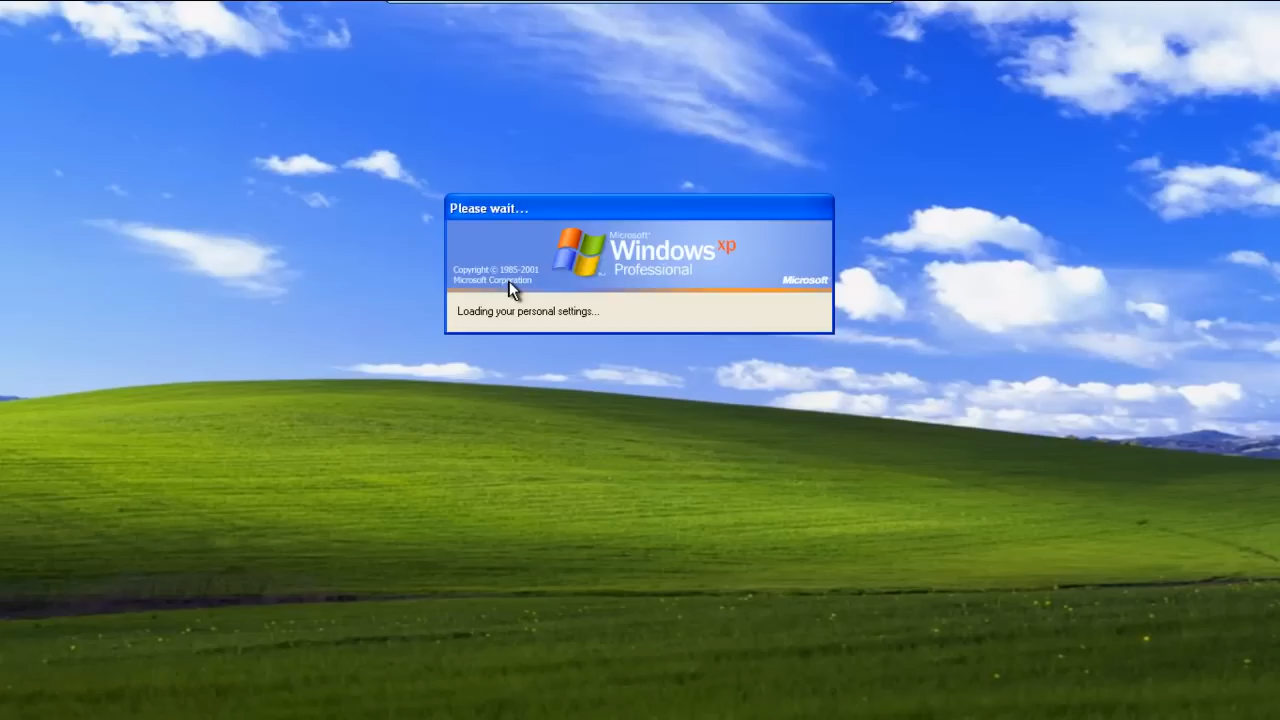 Please wait...
Microsoft®
Windows xp
Professional
Copyright © 1985-2001
Microsoft Corporation
Microsoft
Loading your personal settings...